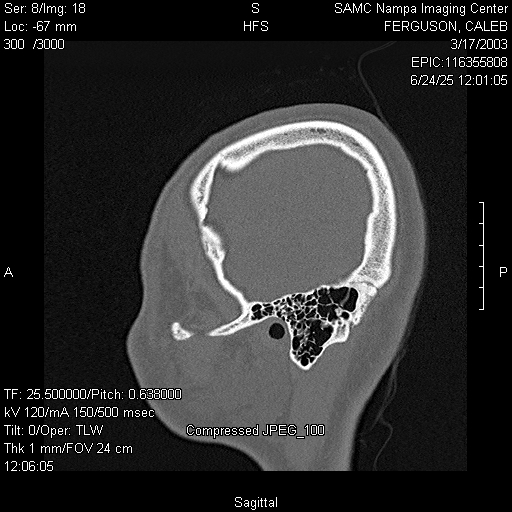 Ser: 8/Img: 18
S
SAMC Nampa Imaging Center
Loc: -67 mm
HFS
FERGUSON, CALEB
300 /3000
3/17/2003
EPIC:116355808
6/24/25 12:01:05
A
P
TF: 25.500000/Pitch: 0.638000
kV 120/mA 150/500 msec
Tilt: 0/Oper: TLW
Compressed JPEG_100
Thk 1 mm/FOV 24 cm
12:06:05
Sagittal